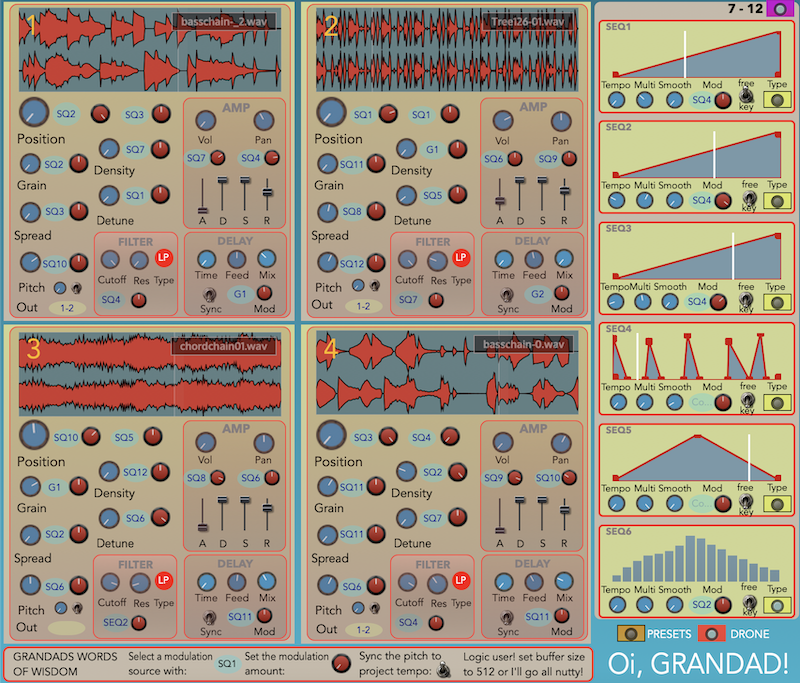 1
basschain-_2.wav
SQ2
SQ3
Position
SQ7
SQ2
Density
Grain
SQ1
SQ3
Detune
Spread
SQ10
Pitch
Out
1-2
AMP
Vol
Pan
SQ7
SQ4
A D S R
FILTER
LP
Cutoff Res Type
SQ4
DELAY
Time Feed Mix
G1
Sync
Mod
2
Tree126-01.wav
SQ1
SQ1
Position
G1
SQ11
Density
Grain
SQ5
SQ8
Detune
Spread
SQ12
Pitch
Out
1-2
AMP
Vol
Pan
SQ6
SQ9
A D S R
FILTER
LP
Cutoff Res Type
SQ7
DELAY
Time Feed Mix
G2
Sync
Mod
3
chordchain01.wav
SQ10
SQ5
Position
SQ12
G1
Density
Grain
SQ6
SQ2
Detune
Spread
SQ6
Pitch
Out
AMP
Vol
Pan
SQ8
SQ6
A D S R
FILTER
LP
Cutoff Res Type
SEQ2
DELAY
Time Feed Mix
SQ11
Sync
Mod
4
basschain-0.wav
SQ3
SQ4
Position
SQ2
SQ11
Density
Grain
SQ7
SQ11
Detune
Spread
SQ6
Pitch
Out
1-2
AMP
Vol
Pan
SQ9
SQ10
A D S R
FILTER
LP
Cutoff Res Type
SQ4
DELAY
Time Feed Mix
SQ11
Sync
Mod
7 - 12
SEQ1
Tempo Multi Smooth Mod free Type
SQ4
key
SEQ2
Tempo Multi Smooth Mod free Type
SQ4
key
SEQ3
Tempo Multi Smooth Mod free Type
SQ4
key
SEQ4
Tempo Multi Smooth Mod free Type
Co...
key
SEQ5
Tempo Multi Smooth Mod free Type
Co...
key
SEQ6
Tempo Multi Smooth Mod free Type
SQ2
key
PRESETS
DRONE
Oi, GRANDAD!
GRANDADS WORDS
OF WISDOM
Select a modulation
source with:
SQ1
Set the modulation
amount:
Sync the pitch to
project tempo:
Logic user! set buffer size
to 512 or I'll go all nutty!